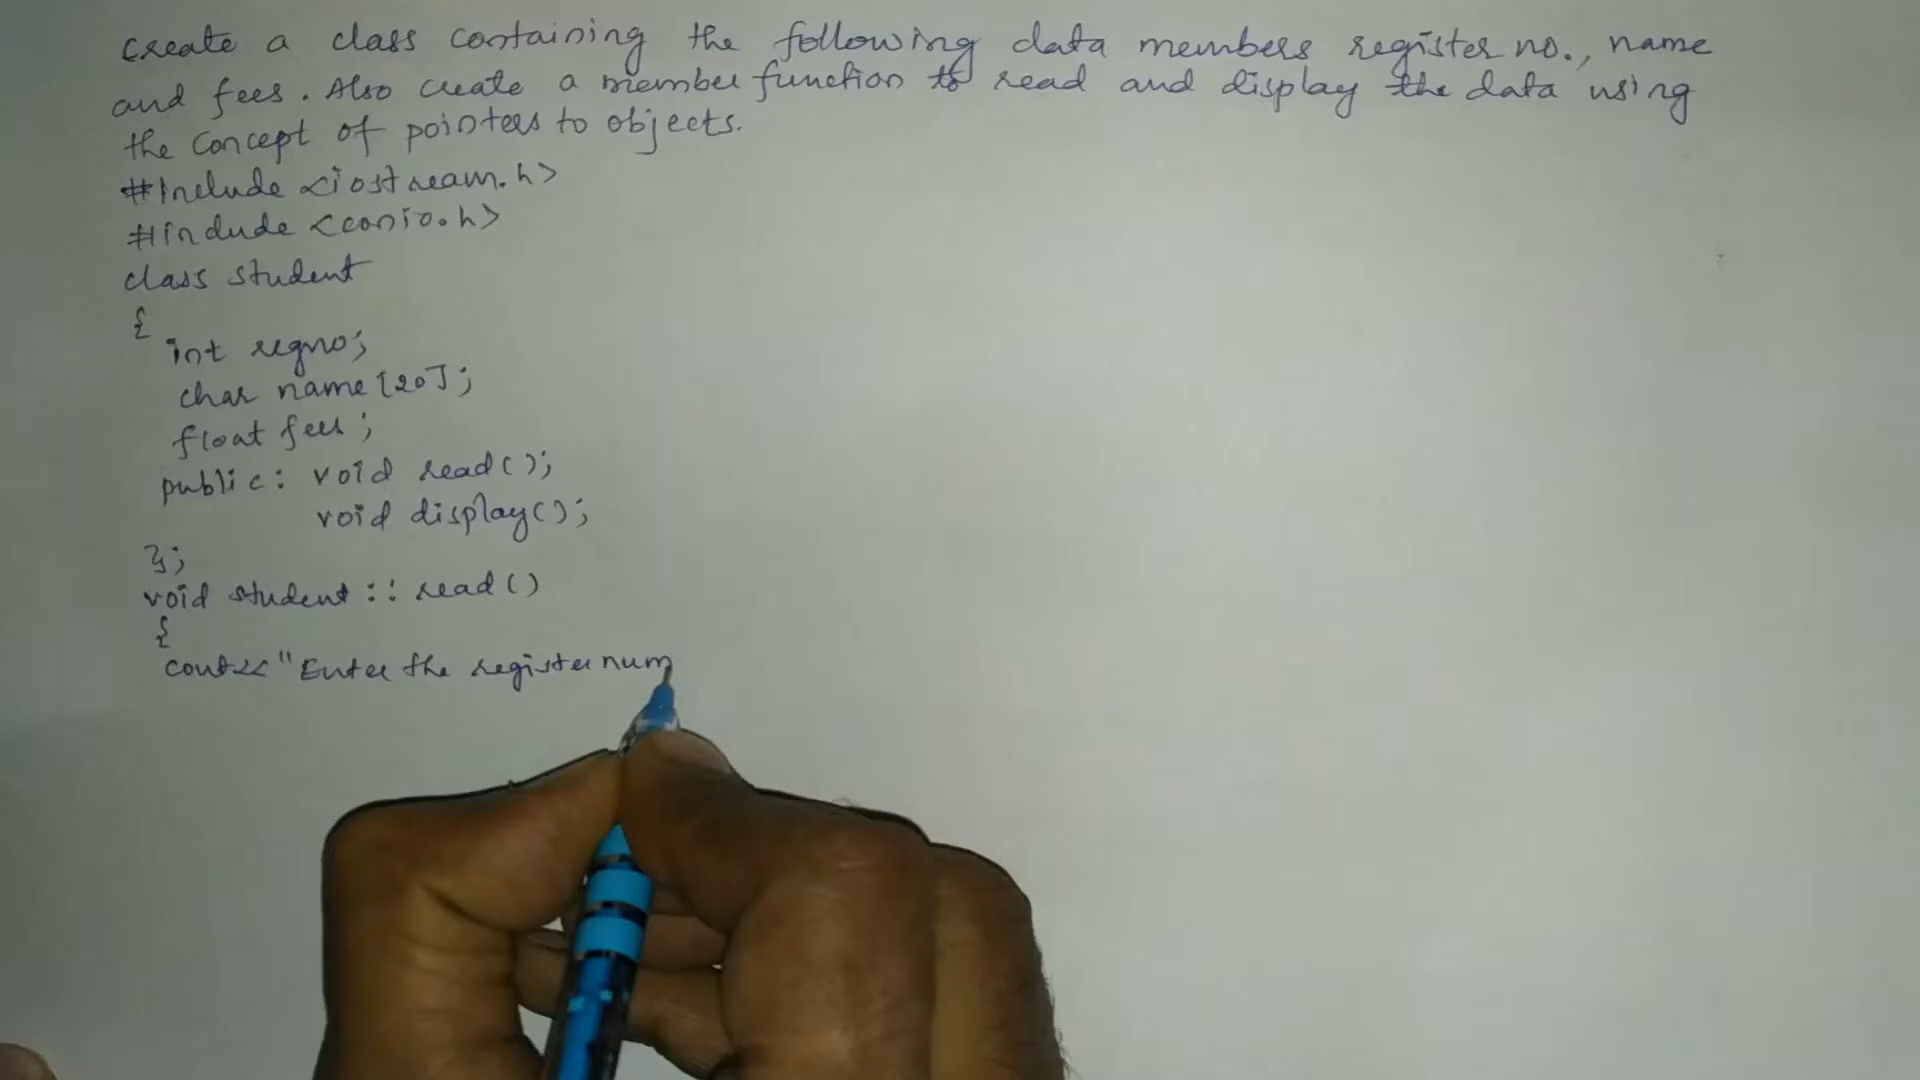 Create a class containing the following data members register no., name
and fees. Also create a member function to read and display the data using
the concept of pointers to objects.
#include <iostream.h>
#include <conio.h>
class student
{
int regno;
char name[20];
float fees;
public: void read();
void display();
};
void student :: read()
{
cout<<"Enter the register num